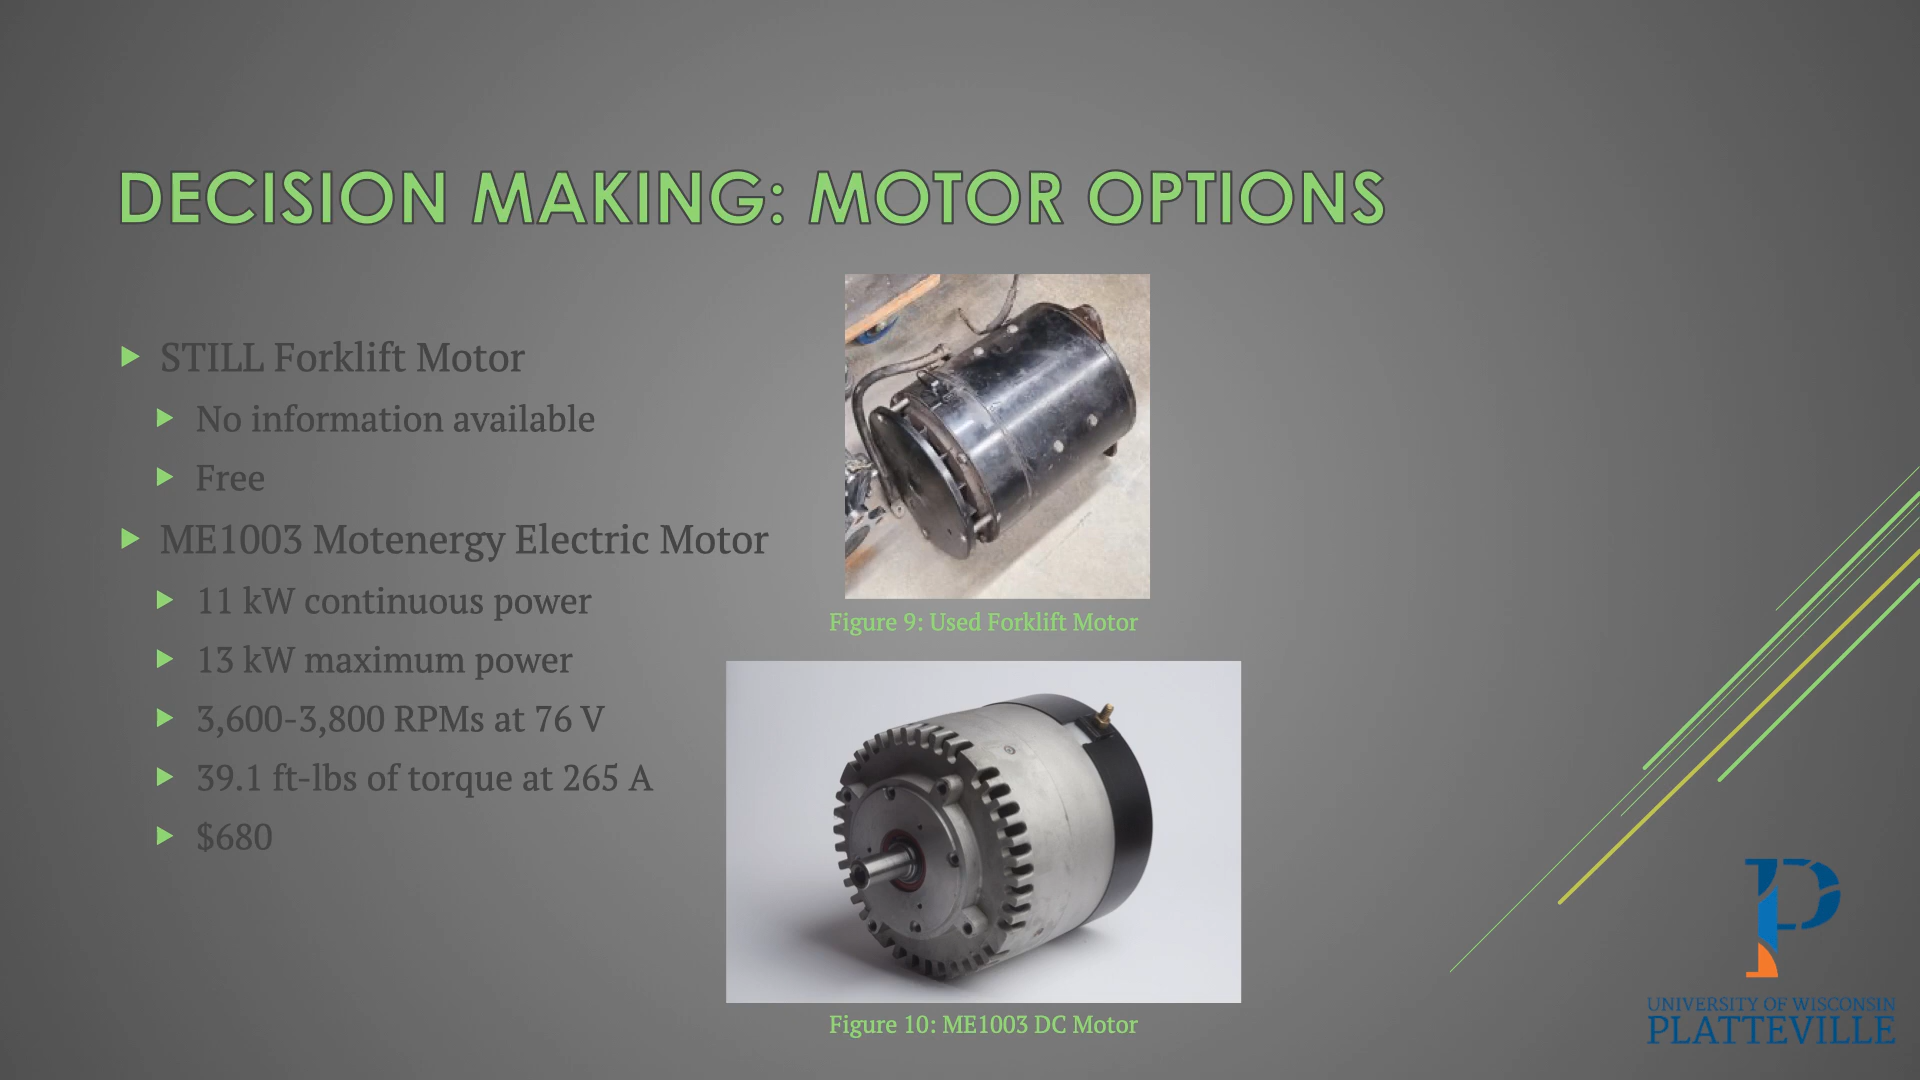 DECISION MAKING: MOTOR OPTIONS
STILL Forklift Motor
No information available
Free
ME1003 Motenergy Electric Motor
11 kW continuous power
13 kW maximum power
3,600-3,800 RPMs at 76 V
39.1 ft-lbs of torque at 265 A
$680
Figure 9: Used Forklift Motor
Figure 10: ME1003 DC Motor
UNIVERSITY OF WISCONSIN
PLATTEVILLE